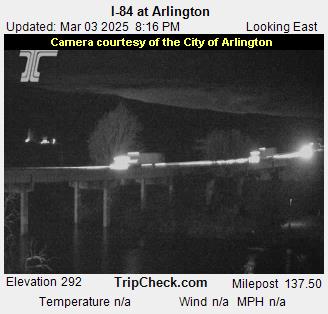 I-84 at Arlington
Updated: Mar 03 2025 8:16 PM Looking East
Camera courtesy of the City of Arlington
Elevation 292 TripCheck.com Milepost 137.50
Temperature n/a Wind n/a MPH n/a